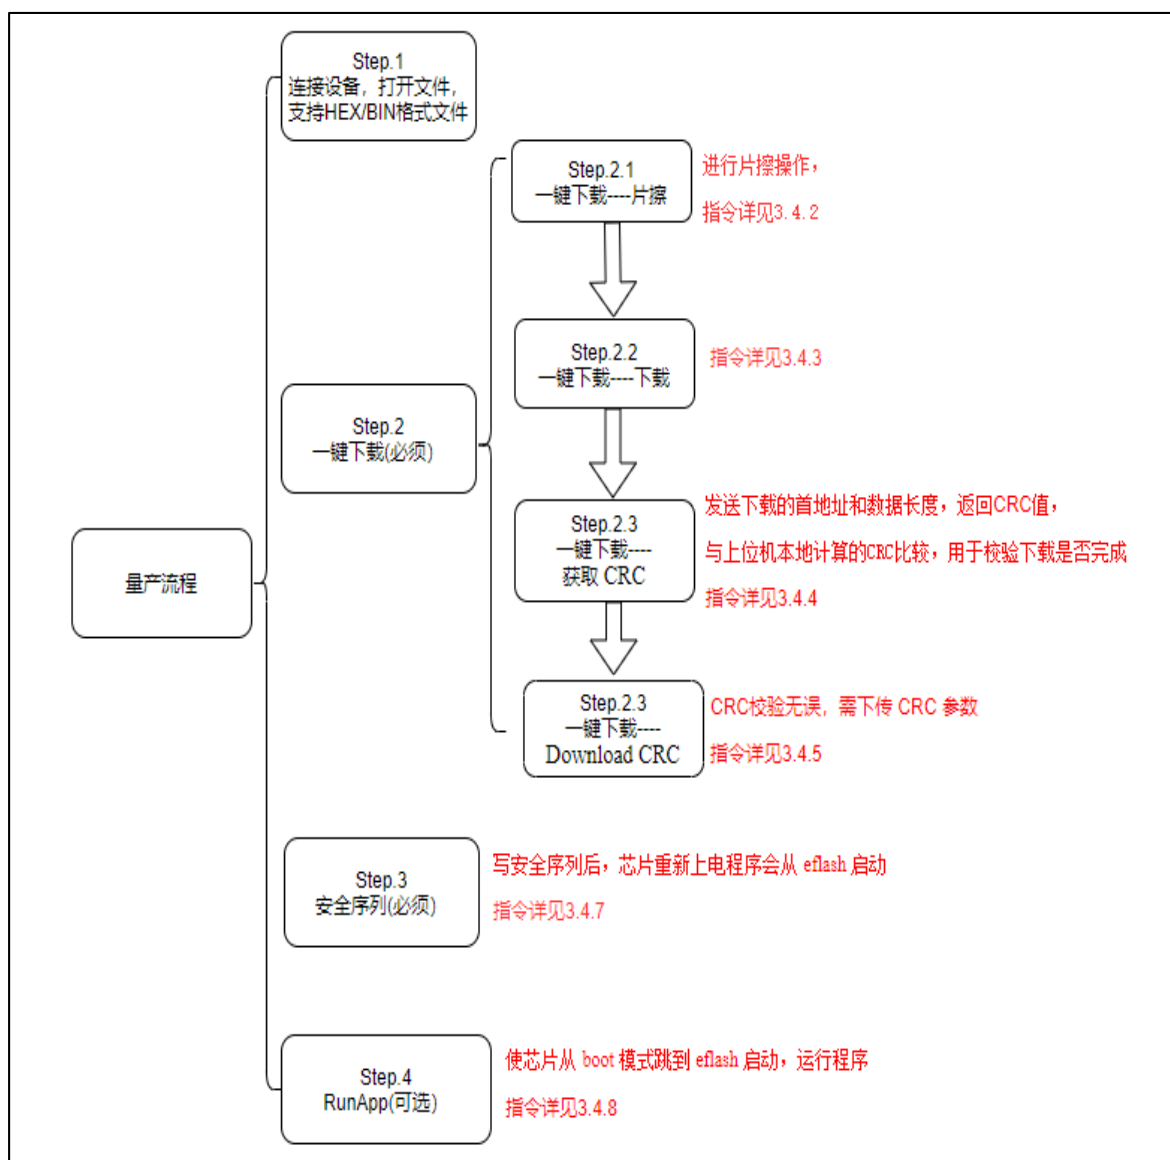 Step.1
连接设备，打开文件，
支持HEX/BIN格式文件
Step.2.1
一键下载----片擦
进行片擦操作，
指令详见3.4.2
Step.2.2
一键下载----下载
指令详见3.4.3
Step.2
一键下载(必须)
Step.2.3
一键下载----
获取 CRC
发送下载的首地址和数据长度，返回CRC值，
与上位机本地计算的CRC比较，用于校验下载是否完成
指令详见3.4.4
量产流程
Step.2.3
一键下载----
Download CRC
CRC校验无误，需下传 CRC 参数
指令详见3.4.5
Step.3
安全序列(必须)
写安全序列后，芯片重新上电程序会从 eflash 启动
指令详见3.4.7
Step.4
RunApp(可选)
使芯片从 boot 模式跳到 eflash 启动，运行程序
指令详见3.4.8